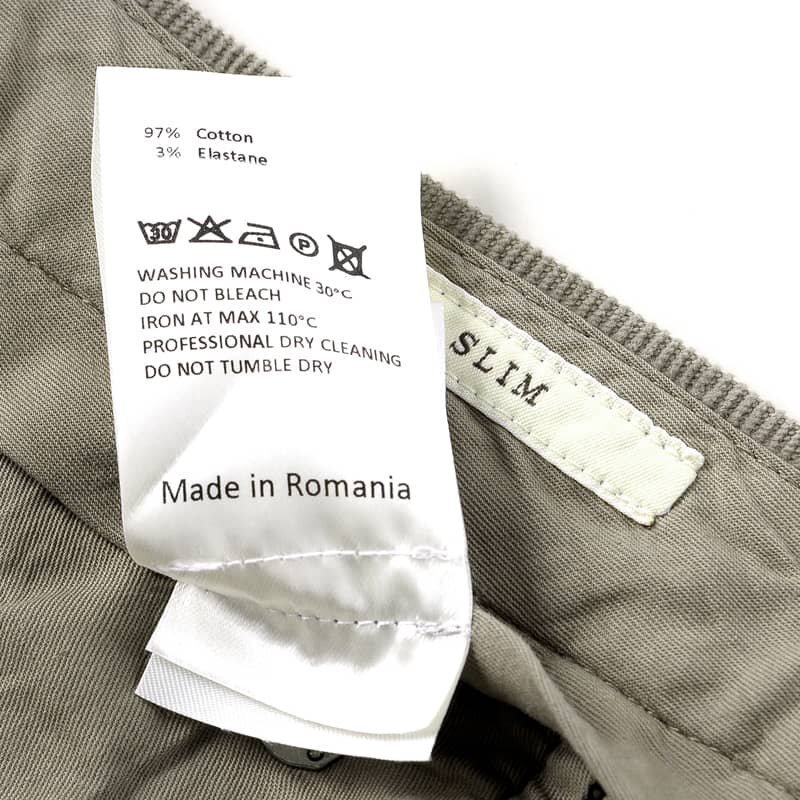 97% Cotton
3% Elastane
30 P
WASHING MACHINE 30°C
DO NOT BLEACH
IRON AT MAX 110°C
PROFESSIONAL DRY CLEANING
DO NOT TUMBLE DRY
Made in Romania
SLIM